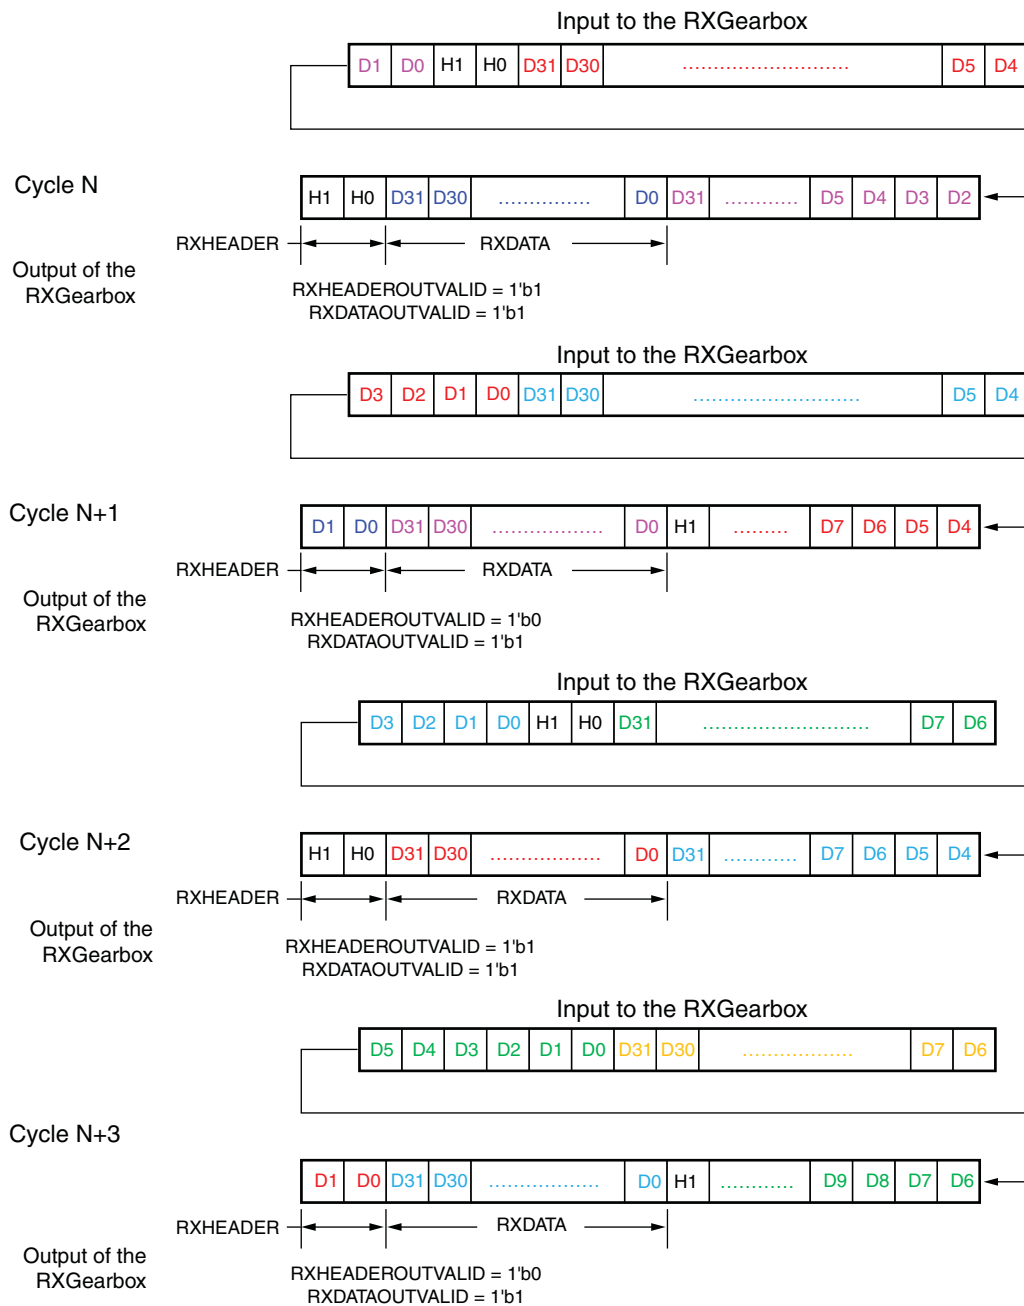 Input to the RXGearbox
D1 D0 H1 H0 D31 D30 .......................... D5 D4
Cycle N
H1 H0 D31 D30 ............... D0 D31 ............ D5 D4 D3 D2
RXHEADER RXDATA
Output of the
RXGearbox
RXHEADEROUTVALID = 1'b1
RXDATAOUTVALID = 1'b1
Input to the RXGearbox
D3 D2 D1 D0 D31 D30 .......................... D5 D4
Cycle N+1
D1 D0 D31 D30 .................. D0 H1 ......... D7 D6 D5 D4
RXHEADER RXDATA
Output of the
RXGearbox
RXHEADEROUTVALID = 1'b0
RXDATAOUTVALID = 1'b1
Input to the RXGearbox
D3 D2 D1 D0 H1 H0 D31 .......................... D7 D6
Cycle N+2
H1 H0 D31 D30 .................. D0 D31 ............ D7 D6 D5 D4
RXHEADER RXDATA
Output of the
RXGearbox
RXHEADEROUTVALID = 1'b1
RXDATAOUTVALID = 1'b1
Input to the RXGearbox
D5 D4 D3 D2 D1 D0 D31 D30 .................. D7 D6
Cycle N+3
D1 D0 D31 D30 .................. D0 H1 ............ D9 D8 D7 D6
RXHEADER RXDATA
Output of the
RXGearbox
RXHEADEROUTVALID = 1'b0
RXDATAOUTVALID = 1'b1